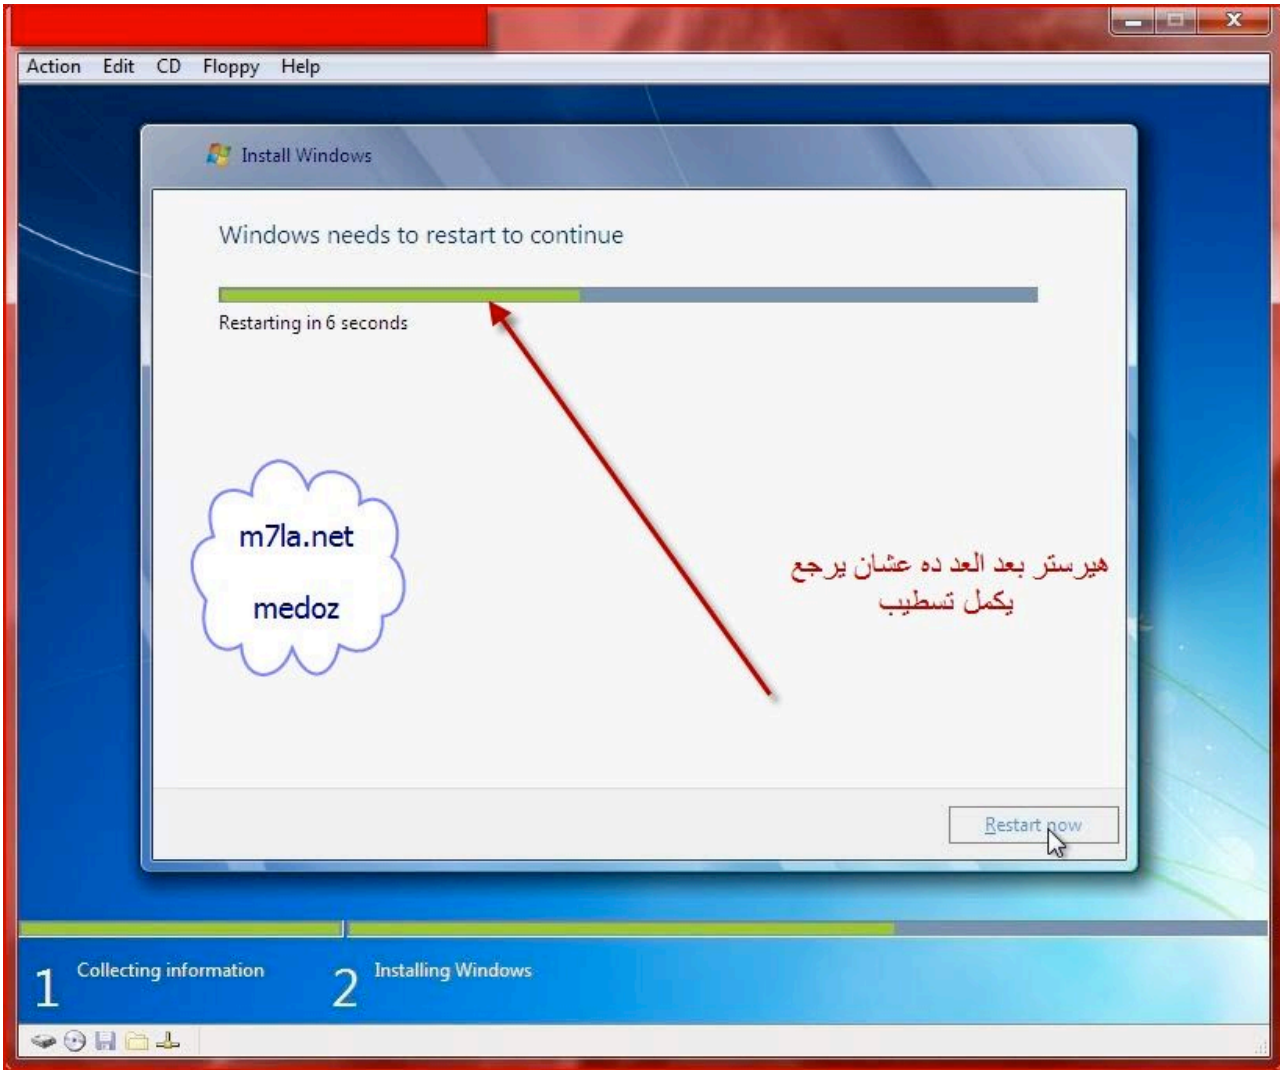 Action Edit CD Floppy Help
Install Windows
Windows needs to restart to continue
Restarting in 6 seconds
m7la.net
medoz
هيرستر بعد العد ده عشان يرجع
يكمل تسطيب
Restart now
1 Collecting information 2 Installing Windows